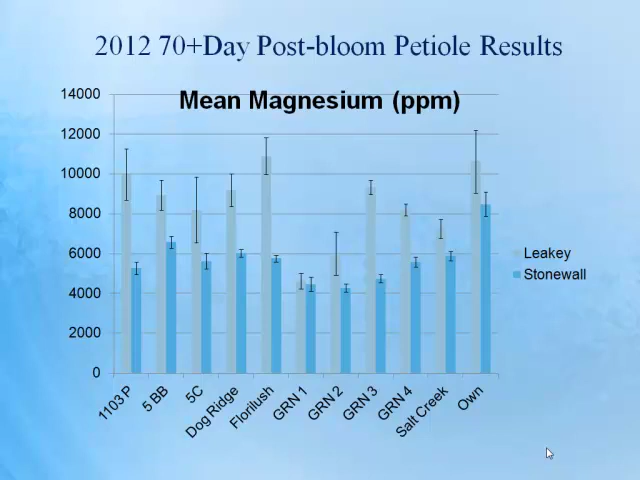 2012 70+Day Post-bloom Petiole Results
Mean Magnesium (ppm)
14000
12000
10000
8000
6000
4000
2000
0
1103 P
5 BB
5C
Dog Ridge
Florilush
GRN 1
GRN 2
GRN 3
GRN 4
Salt Creek
Own
Leakey
Stonewall